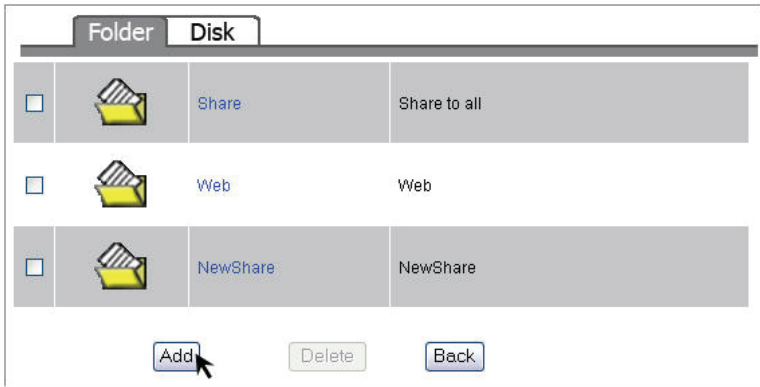 Folder Disk
Share Share to all
Web Web
NewShare NewShare
Add Delete Back